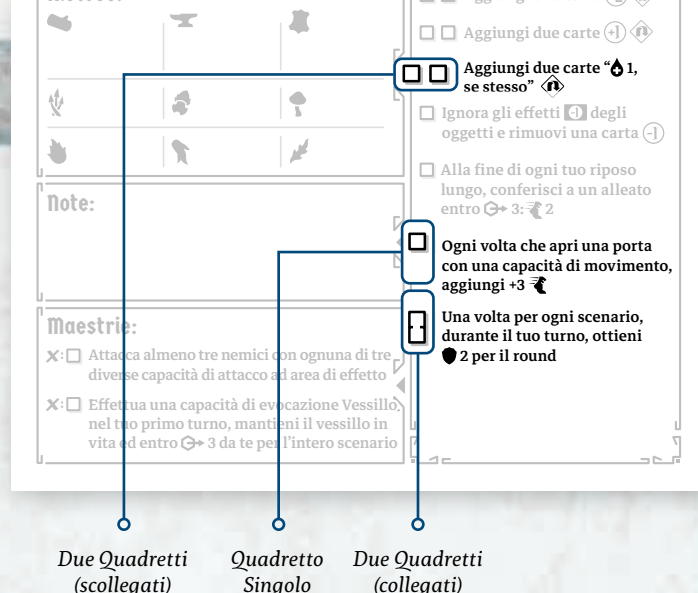 Note:
Maestrie:
✗: Attacca almeno tre nemici con ognuna di tre
diverse capacità di attacco ad area di effetto
✗: Effettua una capacità di evocazione Vessillo
nel tuo primo turno, mantieni il vessillo in
vita ed entro 3 da te per l'intero scenario
Aggiungi due carte +1
Aggiungi due carte “ 1,
se stesso”
Ignora gli effetti -1 degli
oggetti e rimuovi una carta -1
Alla fine di ogni tuo riposo
lungo, conferisci a un alleato
entro 3: 2
Ogni volta che apri una porta
con una capacità di movimento,
aggiungi +3
Una volta per ogni scenario,
durante il tuo turno, ottieni
2 per il round
Due Quadretti
(scollegati)
Quadretto
Singolo
Due Quadretti
(collegati)